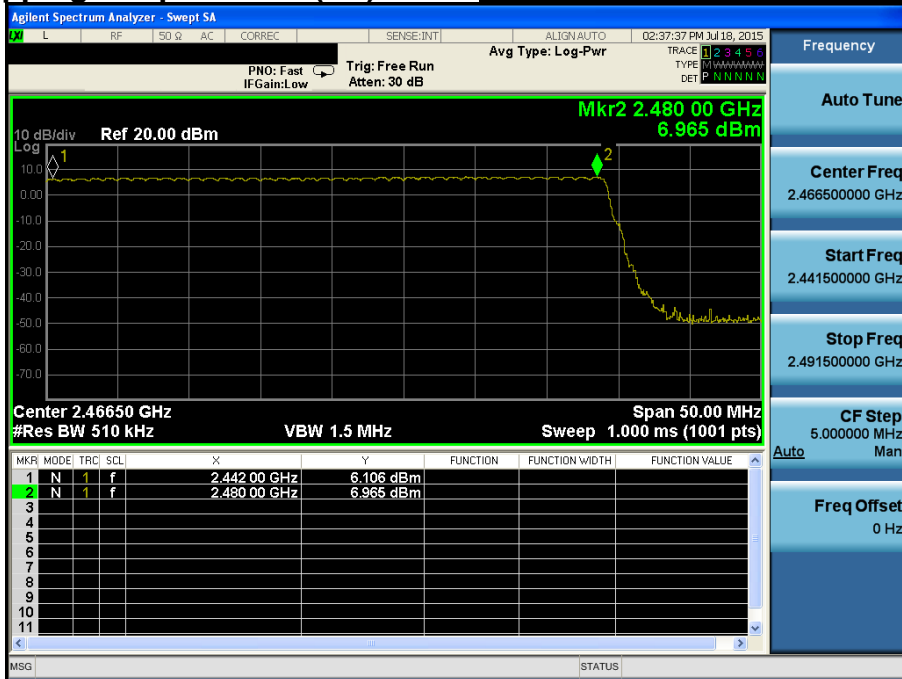 Agilent Spectrum Analyzer - Swept SA
LXI L RF 50 Ω AC CORREC SENSE:INT ALIGNAUTO 02:37:37 PM Jul 18, 2015
PNO: Fast
IFGain:Low
Trig: Free Run
Atten: 30 dB
Avg Type: Log-Pwr
TRACE 1 2 3 4 5 6
TYPE M
DET P N N N N N
Mkr2 2.480 00 GHz
6.965 dBm
10 dB/div Ref 20.00 dBm
Log
1
2
10.0
0.00
-10.0
-20.0
-30.0
-40.0
-50.0
-60.0
-70.0
Center 2.46650 GHz Span 50.00 MHz
#Res BW 510 kHz VBW 1.5 MHz Sweep 1.000 ms (1001 pts)
MKR MODE TRC SCL X Y FUNCTION FUNCTION WIDTH FUNCTION VALUE
1 N 1 f 2.442 00 GHz 6.106 dBm
2 N 1 f 2.480 00 GHz 6.965 dBm
3
4
5
6
7
8
9
10
11
MSG STATUS
Frequency
Auto Tune
Center Freq
2.466500000 GHz
Start Freq
2.441500000 GHz
Stop Freq
2.491500000 GHz
CF Step
5.000000 MHz
Auto Man
Freq Offset
0 Hz